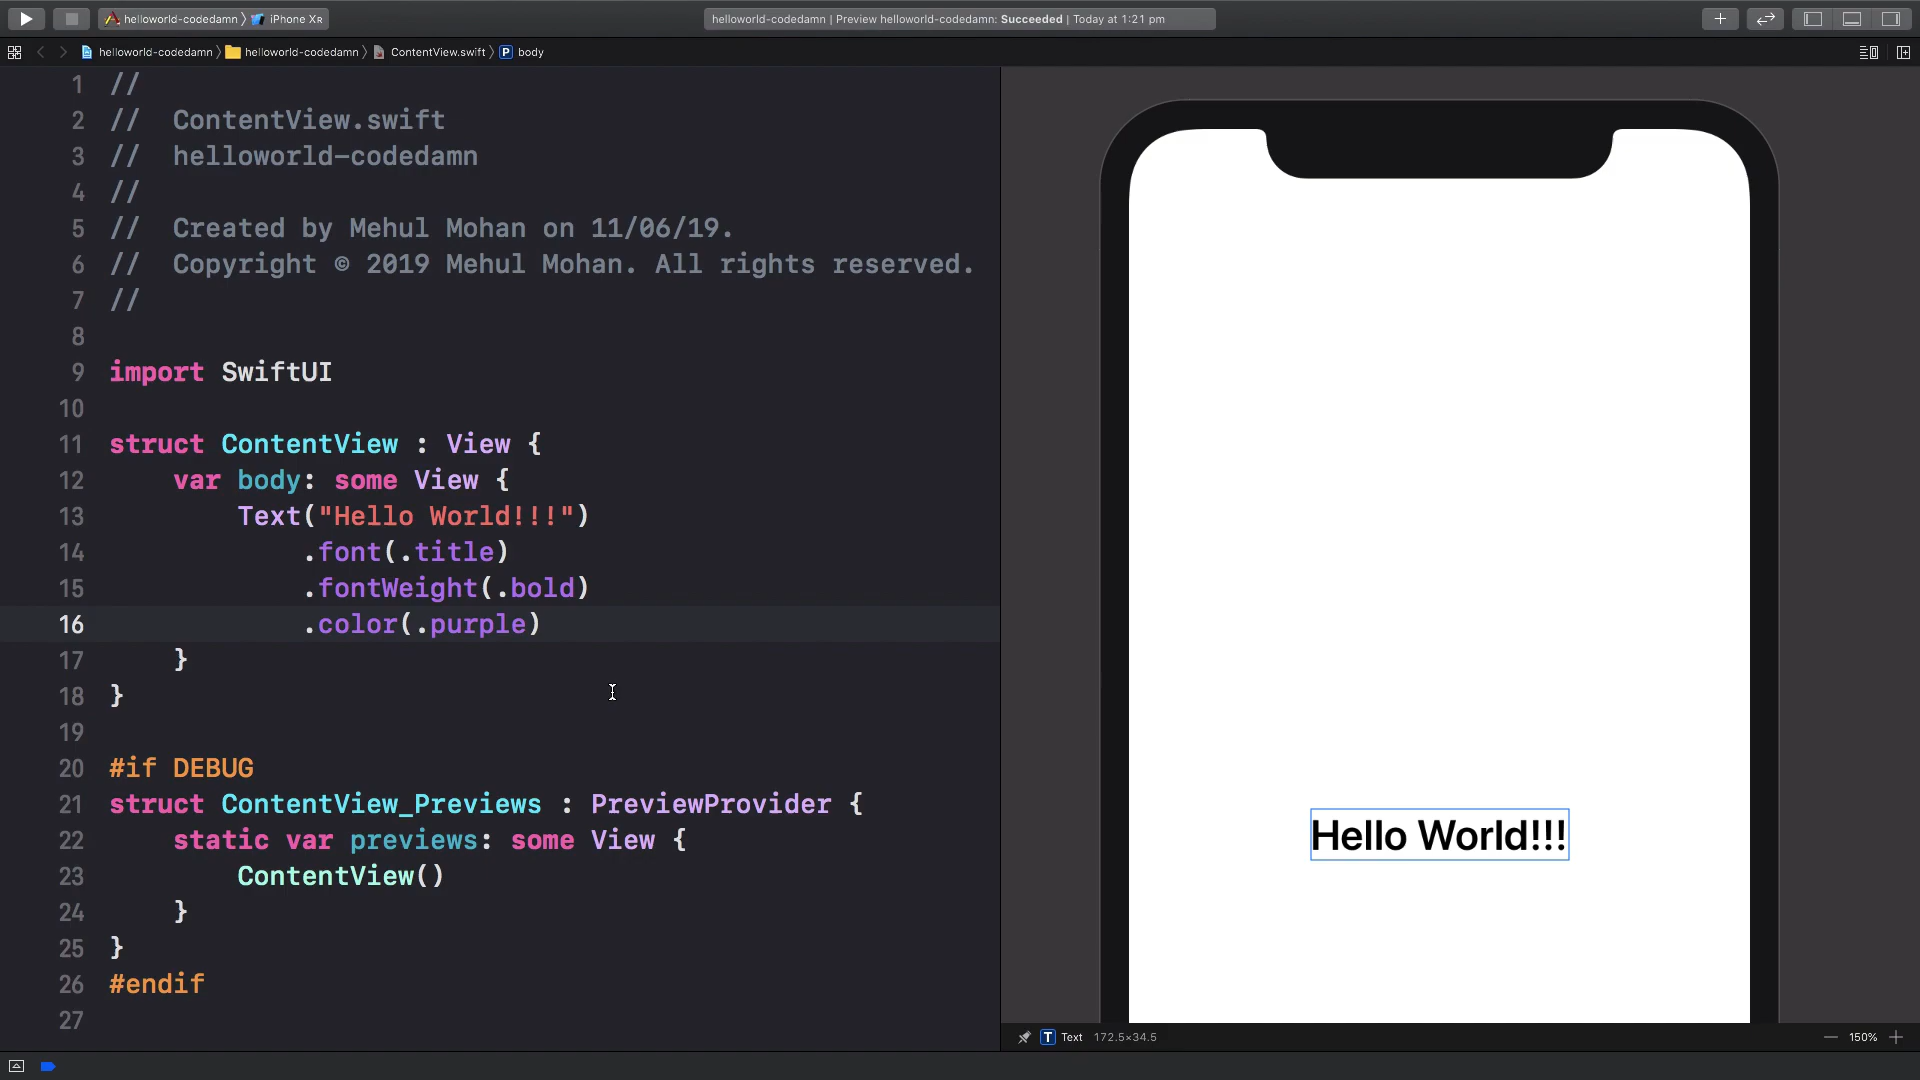 helloworld-codedamn 〉 iPhone Xʀ
helloworld-codedamn | Preview helloworld-codedamn: Succeeded | Today at 1:21 pm
helloworld-codedamn 〉 helloworld-codedamn 〉 ContentView.swift 〉 P body
1 //
2 //  ContentView.swift
3 //  helloworld-codedamn
4 //
5 //  Created by Mehul Mohan on 11/06/19.
6 //  Copyright © 2019 Mehul Mohan. All rights reserved.
7 //
8
9 import SwiftUI
10
11 struct ContentView : View {
12     var body: some View {
13         Text("Hello World!!!")
14             .font(.title)
15             .fontWeight(.bold)
16             .color(.purple)
17     }
18 }
19
20 #if DEBUG
21 struct ContentView_Previews : PreviewProvider {
22     static var previews: some View {
23         ContentView()
24     }
25 }
26 #endif
27
Hello World!!!
T Text 172.5×34.5
150%